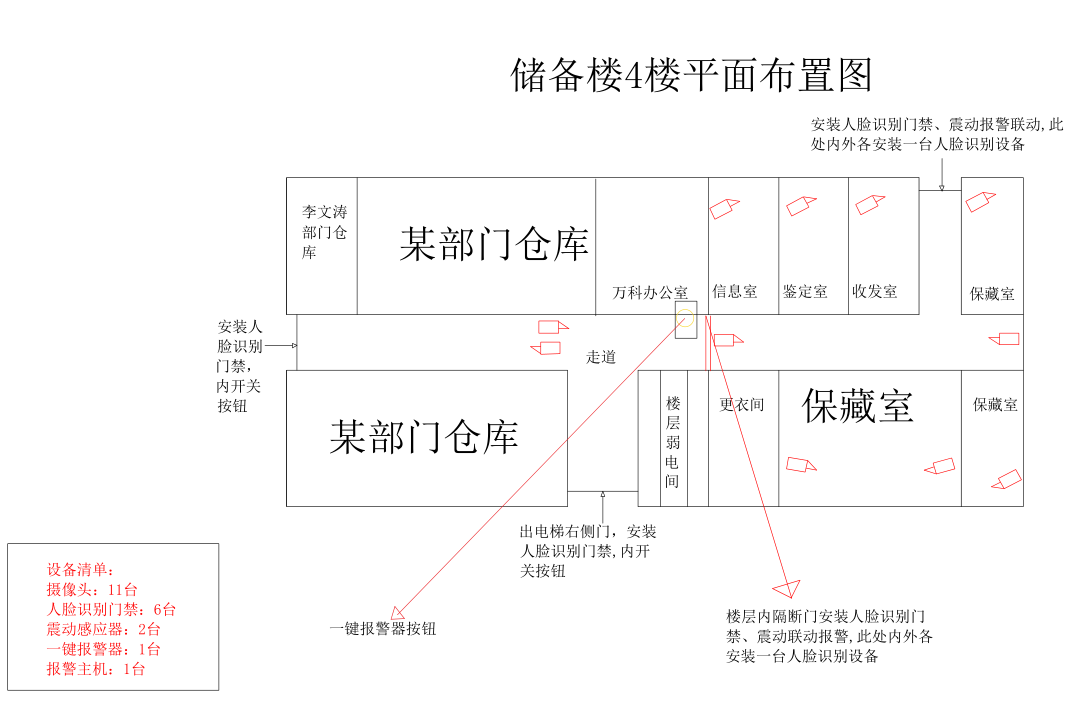 储备楼4楼平面布置图
安装人脸识别门禁、震动报警联动,此
处内外各安装一台人脸识别设备
李文涛
部门仓
库
某部门仓库
万科办公室
信息室
鉴定室
收发室
保藏室
安装人
脸识别
门禁，
内开关
按钮
走道
某部门仓库
楼
层
弱
电
间
更衣间
保藏室
保藏室
出电梯右侧门，安装
人脸识别门禁,内开
关按钮
设备清单:
摄像头: 11台
人脸识别门禁: 6台
震动感应器: 2台
一键报警器: 1台
报警主机: 1台
一键报警器按钮
楼层内隔断门安装人脸识别门
禁、震动联动报警,此处内外各
安装一台人脸识别设备